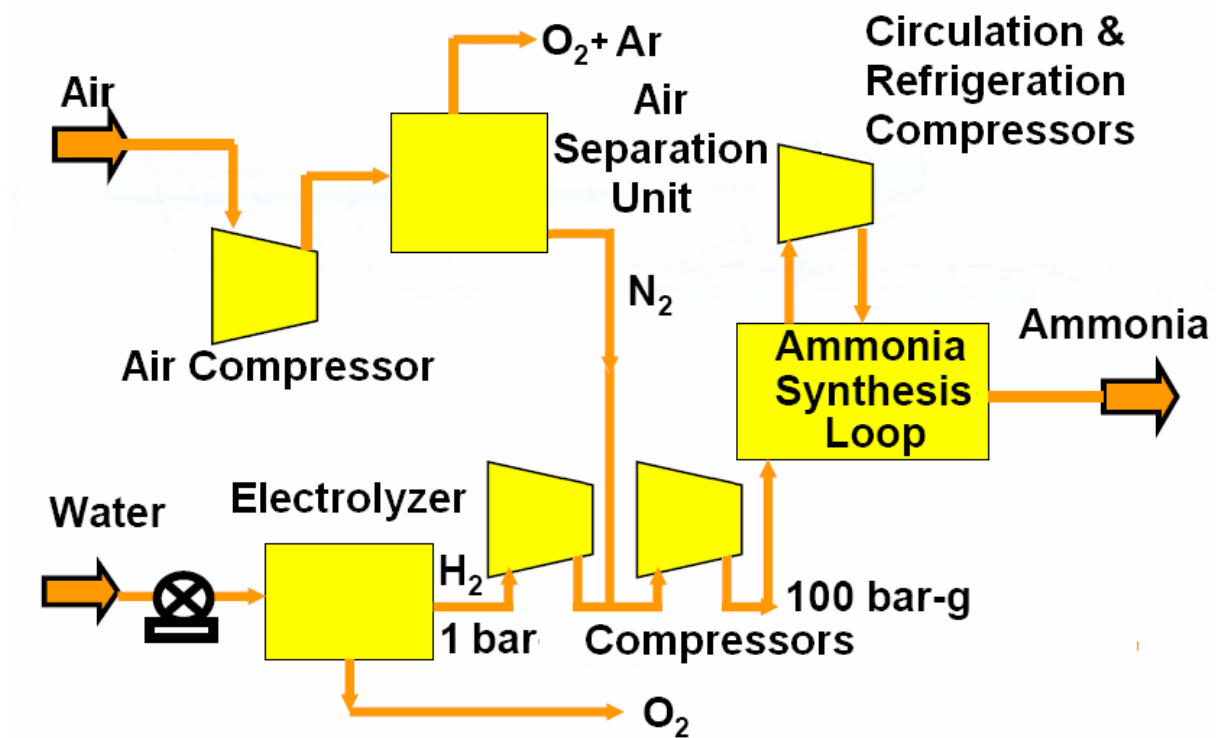 O₂+ Ar
Circulation &
Refrigeration
Compressors
Air
Air
Separation
Unit
N₂
Ammonia
Air Compressor
Ammonia
Synthesis
Loop
Electrolyzer
Water
H₂
1 bar
100 bar-g
Compressors
O₂